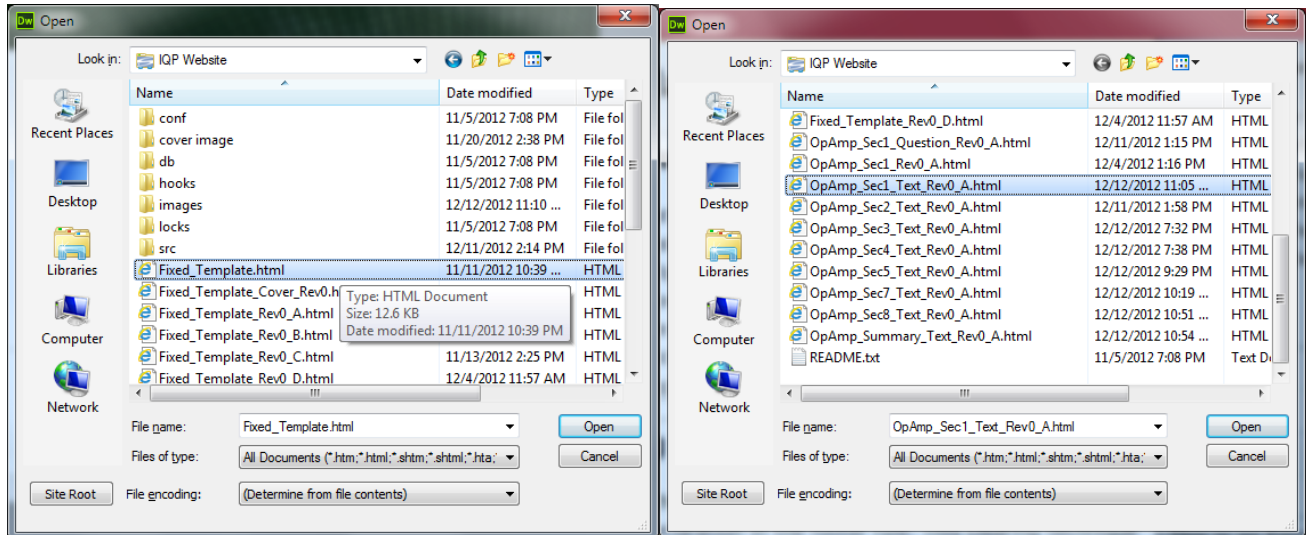 Dw Open
Look in: IQP Website
Recent Places
Desktop
Libraries
Computer
Network
Name Date modified Type
conf 11/5/2012 7:08 PM File fol
cover image 11/20/2012 2:38 PM File fol
db 11/5/2012 7:08 PM File fol
hooks 11/5/2012 7:08 PM File fol
images 12/12/2012 11:10 ... File fol
locks 11/5/2012 7:08 PM File fol
src 12/11/2012 2:14 PM File fol
Fixed_Template.html 11/11/2012 10:39 ... HTML
Fixed_Template_Cover_Rev0.h HTML
Fixed_Template_Rev0_A.html HTML
Fixed_Template_Rev0_B.html HTML
Fixed_Template_Rev0_C.html 11/13/2012 2:25 PM HTML
Fixed_Template_Rev0_D.html 12/4/2012 11:57 AM HTML
Type: HTML Document
Size: 12.6 KB
Date modified: 11/11/2012 10:39 PM
File name: Fixed_Template.html Open
Files of type: All Documents (*.htm;*.html;*.shtm;*.shtml;*.hta;' Cancel
Site Root File encoding: (Determine from file contents)
Dw Open
Look in: IQP Website
Recent Places
Desktop
Libraries
Computer
Network
Name Date modified Type
Fixed_Template_Rev0_D.html 12/4/2012 11:57 AM HTML
OpAmp_Sec1_Question_Rev0_A.html 12/11/2012 1:15 PM HTML
OpAmp_Sec1_Rev0_A.html 12/4/2012 1:16 PM HTML
OpAmp_Sec1_Text_Rev0_A.html 12/12/2012 11:05 ... HTML
OpAmp_Sec2_Text_Rev0_A.html 12/11/2012 1:58 PM HTML
OpAmp_Sec3_Text_Rev0_A.html 12/12/2012 7:32 PM HTML
OpAmp_Sec4_Text_Rev0_A.html 12/12/2012 7:38 PM HTML
OpAmp_Sec5_Text_Rev0_A.html 12/12/2012 9:29 PM HTML
OpAmp_Sec7_Text_Rev0_A.html 12/12/2012 10:19 ... HTML
OpAmp_Sec8_Text_Rev0_A.html 12/12/2012 10:51 ... HTML
OpAmp_Summary_Text_Rev0_A.html 12/12/2012 10:54 ... HTML
README.txt 11/5/2012 7:08 PM Text D
File name: OpAmp_Sec1_Text_Rev0_A.html Open
Files of type: All Documents (*.htm;*.html;*.shtm;*.shtml;*.hta;' Cancel
Site Root File encoding: (Determine from file contents)